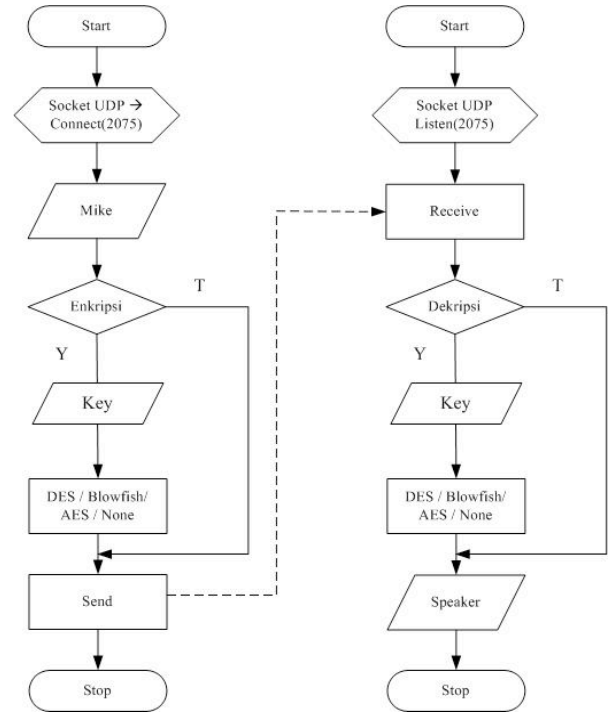 Start
Socket UDP →
Connect(2075)
Mike
Enkripsi
T
Y
Key
DES / Blowfish/
AES / None
Send
Stop
Start
Socket UDP
Listen(2075)
Receive
Dekripsi
T
Y
Key
DES / Blowfish/
AES / None
Speaker
Stop